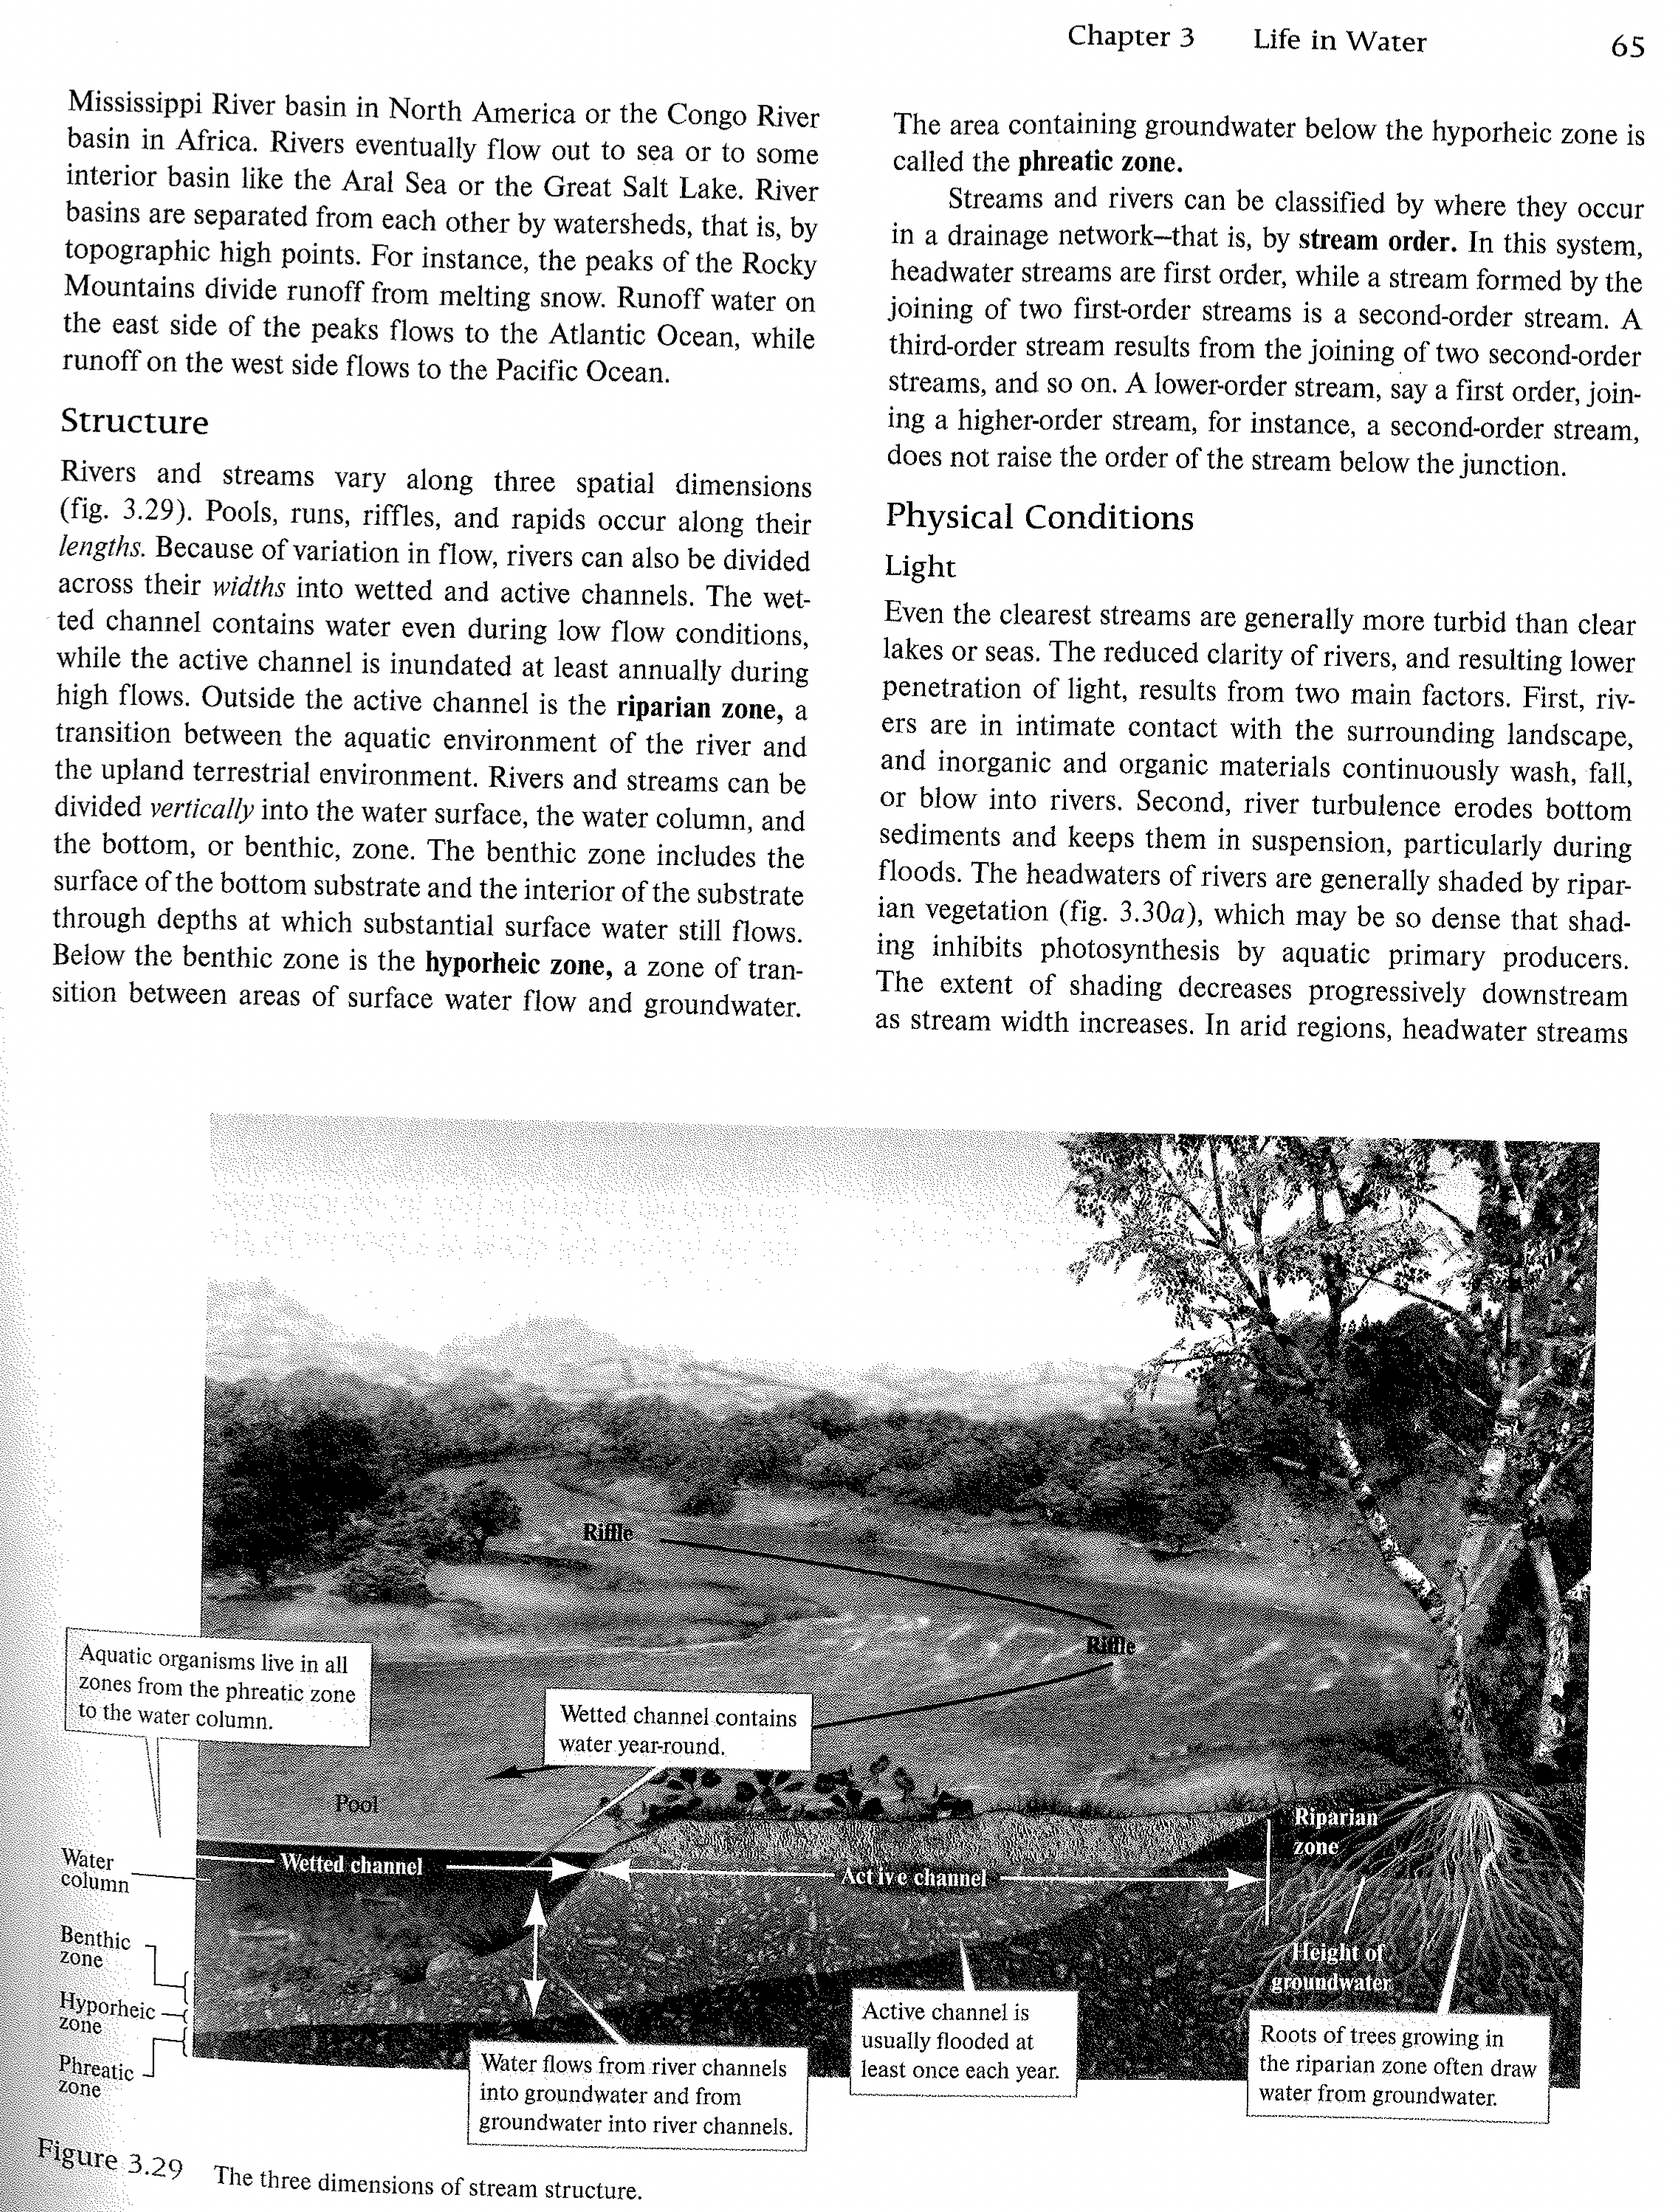 Chapter 3 Life in Water 65
Mississippi River basin in North America or the Congo River
basin in Africa. Rivers eventually flow out to sea or to some
interior basin like the Aral Sea or the Great Salt Lake. River
basins are separated from each other by watersheds, that is, by
topographic high points. For instance, the peaks of the Rocky
Mountains divide runoff from melting snow. Runoff water on
the east side of the peaks flows to the Atlantic Ocean, while
runoff on the west side flows to the Pacific Ocean.
Structure
Rivers and streams vary along three spatial dimensions
(fig. 3.29). Pools, runs, riffles, and rapids occur along their
lengths. Because of variation in flow, rivers can also be divided
across their widths into wetted and active channels. The wet-
ted channel contains water even during low flow conditions,
while the active channel is inundated at least annually during
high flows. Outside the active channel is the riparian zone, a
transition between the aquatic environment of the river and
the upland terrestrial environment. Rivers and streams can be
divided vertically into the water surface, the water column, and
the bottom, or benthic, zone. The benthic zone includes the
surface of the bottom substrate and the interior of the substrate
through depths at which substantial surface water still flows.
Below the benthic zone is the hyporheic zone, a zone of tran-
sition between areas of surface water flow and groundwater.
The area containing groundwater below the hyporheic zone is
called the phreatic zone.
Streams and rivers can be classified by where they occur
in a drainage network—that is, by stream order. In this system,
headwater streams are first order, while a stream formed by the
joining of two first-order streams is a second-order stream. A
third-order stream results from the joining of two second-order
streams, and so on. A lower-order stream, say a first order, join-
ing a higher-order stream, for instance, a second-order stream,
does not raise the order of the stream below the junction.
Physical Conditions
Light
Even the clearest streams are generally more turbid than clear
lakes or seas. The reduced clarity of rivers, and resulting lower
penetration of light, results from two main factors. First, riv-
ers are in intimate contact with the surrounding landscape,
and inorganic and organic materials continuously wash, fall,
or blow into rivers. Second, river turbulence erodes bottom
sediments and keeps them in suspension, particularly during
floods. The headwaters of rivers are generally shaded by ripar-
ian vegetation (fig. 3.30a), which may be so dense that shad-
ing inhibits photosynthesis by aquatic primary producers.
The extent of shading decreases progressively downstream
as stream width increases. In arid regions, headwater streams
Riffle
Riffle
Aquatic organisms live in all
zones from the phreatic zone
to the water column.
Wetted channel contains
water year-round.
Pool
Riparian
zone
Water
column
Wetted channel
Active channel
Benthic
zone
Height of
groundwater
Hyporheic
zone
Phreatic
zone
Water flows from river channels
into groundwater and from
groundwater into river channels.
Active channel is
usually flooded at
least once each year.
Roots of trees growing in
the riparian zone often draw
water from groundwater.
Figure 3.29 The three dimensions of stream structure.